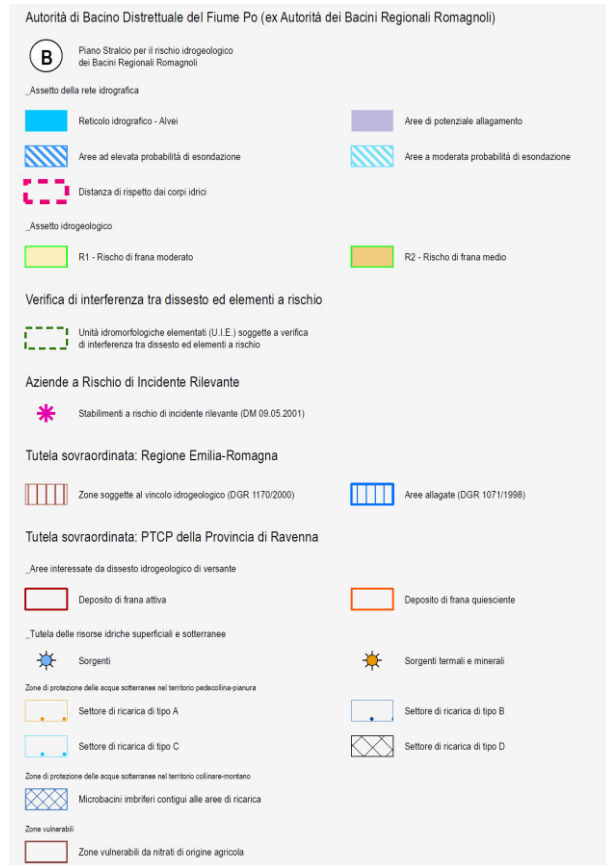 Autorità di Bacino Distrettuale del Fiume Po (ex Autorità dei Bacini Regionali Romagnoli)
B
Piano Stralcio per il rischio idrogeologico
dei Bacini Regionali Romagnoli
_Assetto della rete idrografica
Reticolo idrografico - Alvei
Aree di potenziale allagamento
Aree ad elevata probabilità di esondazione
Aree a moderata probabilità di esondazione
Distanza di rispetto dai corpi idrici
_Assetto idrogeologico
R1 - Rischo di frana moderato
R2 - Rischo di frana medio
Verifica di interferenza tra dissesto ed elementi a rischio
Unità idromorfologiche elementati (U.I.E.) soggette a verifica
di interferenza tra dissesto ed elementi a rischio
Aziende a Rischio di Incidente Rilevante
Stabilimenti a rischio di incidente rilevante (DM 09.05.2001)
Tutela sovraordinata: Regione Emilia-Romagna
Zone soggette al vincolo idrogeologico (DGR 1170/2000)
Aree allagate (DGR 1071/1998)
Tutela sovraordinata: PTCP della Provincia di Ravenna
_Aree interessate da dissesto idrogeologico di versante
Deposito di frana attiva
Deposito di frana quiesciente
_Tutela delle risorse idriche superficiali e sotterranee
Sorgenti
Sorgenti termali e minerali
Zone di protezione delle acque sotterranee nel territorio pedecollina-pianura
Settore di ricarica di tipo A
Settore di ricarica di tipo B
Settore di ricarica di tipo C
Settore di ricarica di tipo D
Zone di protezione delle acque sotterranee nel territorio collinare-montano
Microbacini imbriferi contigui alle aree di ricarica
Zone vulnerabili
Zone vulnerabili da nitrati di origine agricola